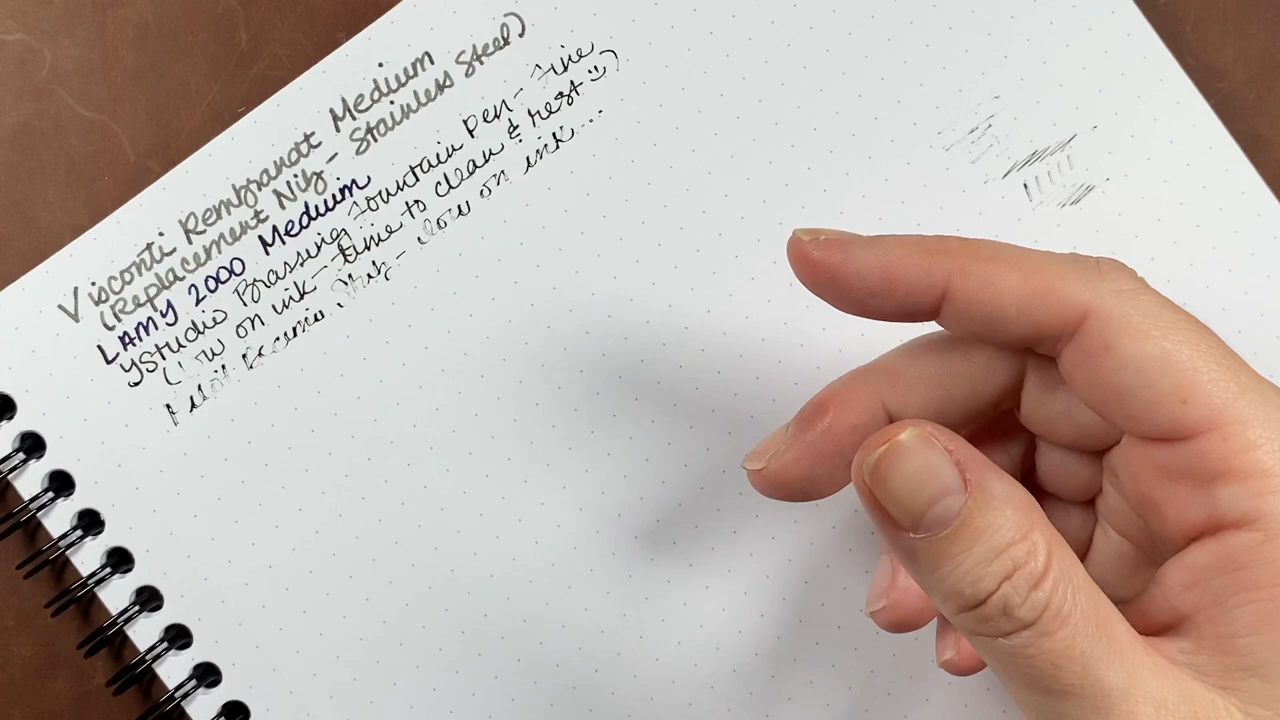 Visconti Rembrandt Medium
(Replacement Nib - Stainless Steel)
LAMY 2000 Medium
YSTUDIO Brassing Fountain Pen - Fine
(Low on ink - time to clean & rest ☺)
Pilot - low on ink...